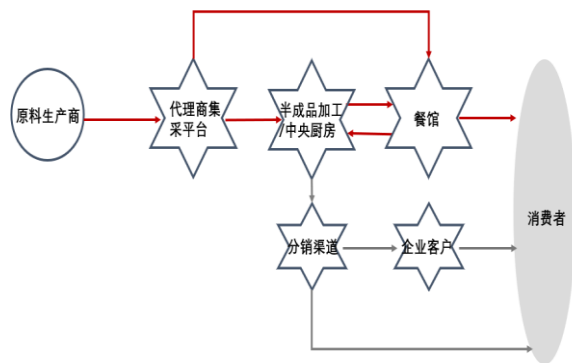 原料生产商
代理商集
采平台
半成品加工
/中央厨房
餐馆
消费者
分销渠道
企业客户